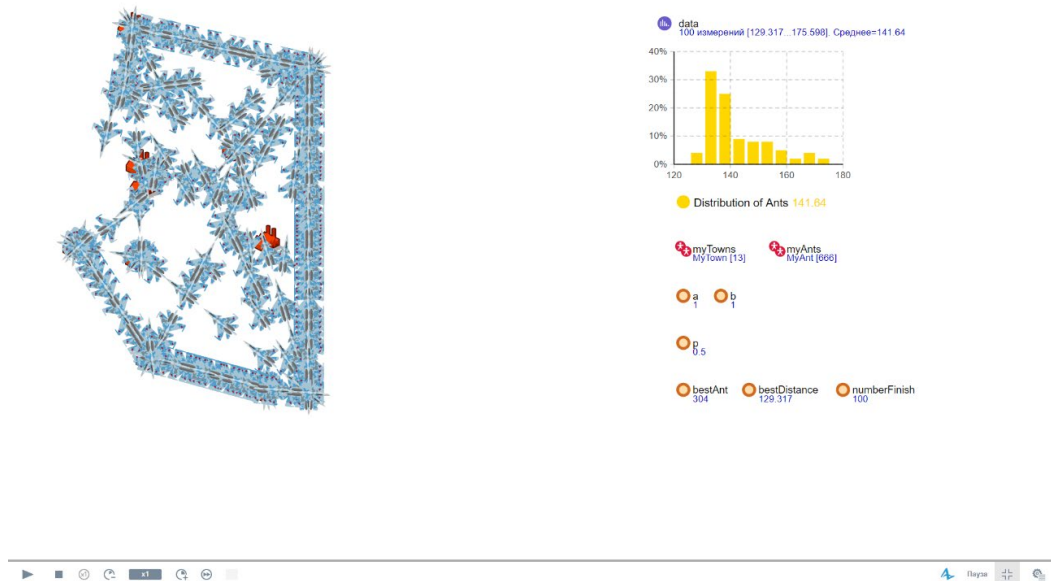 data
100 измерений [129.317...175 598]. Среднее=141.64
40%
30%
20%
10%
0%
120 140 160 180
Distribution of Ants 141.64
myTowns myAnts
MyTown [13] MyAnt [666]
a b
1 1
p
0.5
bestAnt bestDistance numberFinish
304 129.317 100
x1 x1 Пауза